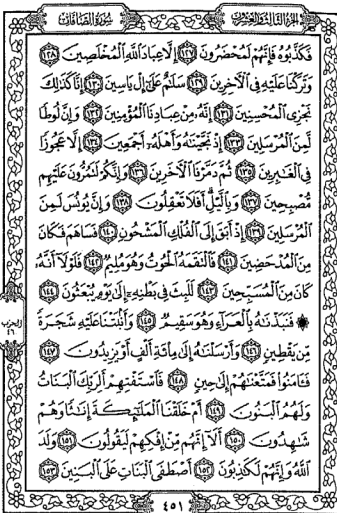 الجزء الثالث والعشرون
سورة الصافات
فَكَذَّبُوهُ فَإِنَّهُمْ لَمُحْضَرُونَ ١٢٧ إِلَّا عِبَادَ اللَّهِ الْمُخْلَصِينَ ١٢٨
وَتَرَكْنَا عَلَيْهِ فِي الْآخِرِينَ ١٢٩ سَلَامٌ عَلَىٰ إِلْ يَاسِينَ ١٣٠ إِنَّا كَذَٰلِكَ
نَجْزِي الْمُحْسِنِينَ ١٣١ إِنَّهُ مِنْ عِبَادِنَا الْمُؤْمِنِينَ ١٣٢ وَإِنَّ لُوطًا
لَّمِنَ الْمُرْسَلِينَ ١٣٣ إِذْ نَجَّيْنَاهُ وَأَهْلَهُ أَجْمَعِينَ ١٣٤ إِلَّا عَجُوزًا
فِي الْغَابِرِينَ ١٣٥ ثُمَّ دَمَّرْنَا الْآخَرِينَ ١٣٦ وَإِنَّكُمْ لَتَمُرُّونَ عَلَيْهِم
مُّصْبِحِينَ ١٣٧ وَبِاللَّيْلِ أَفَلَا تَعْقِلُونَ ١٣٨ وَإِنَّ يُونُسَ لَمِنَ
الْمُرْسَلِينَ ١٣٩ إِذْ أَبَقَ إِلَى الْفُلْكِ الْمَشْحُونِ ١٤٠ فَسَاهَمَ فَكَانَ
مِنَ الْمُدْحَضِينَ ١٤١ فَالْتَقَمَهُ الْحُوتُ وَهُوَ مُلِيمٌ ١٤٢ فَلَوْلَا أَنَّهُ
كَانَ مِنَ الْمُسَبِّحِينَ ١٤٣ لَلَبِثَ فِي بَطْنِهِ إِلَىٰ يَوْمِ يُبْعَثُونَ ١٤٤
۞ فَنَبَذْنَاهُ بِالْعَرَاءِ وَهُوَ سَقِيمٌ ١٤٥ وَأَنبَتْنَا عَلَيْهِ شَجَرَةً
مِّن يَقْطِينٍ ١٤٦ وَأَرْسَلْنَاهُ إِلَىٰ مِائَةِ أَلْفٍ أَوْ يَزِيدُونَ ١٤٧
فَآمَنُوا فَمَتَّعْنَاهُمْ إِلَىٰ حِينٍ ١٤٨ فَاسْتَفْتِهِمْ أَلِرَبِّكَ الْبَنَاتُ
وَلَهُمُ الْبَنُونَ ١٤٩ أَمْ خَلَقْنَا الْمَلَائِكَةَ إِنَاثًا وَهُمْ
شَاهِدُونَ ١٥٠ أَلَا إِنَّهُم مِّنْ إِفْكِهِمْ لَيَقُولُونَ ١٥١ وَلَدَ
اللَّهُ وَإِنَّهُمْ لَكَاذِبُونَ ١٥٢ أَصْطَفَى الْبَنَاتِ عَلَى الْبَنِينَ ١٥٣
الحزب
٤٦
٤٥١